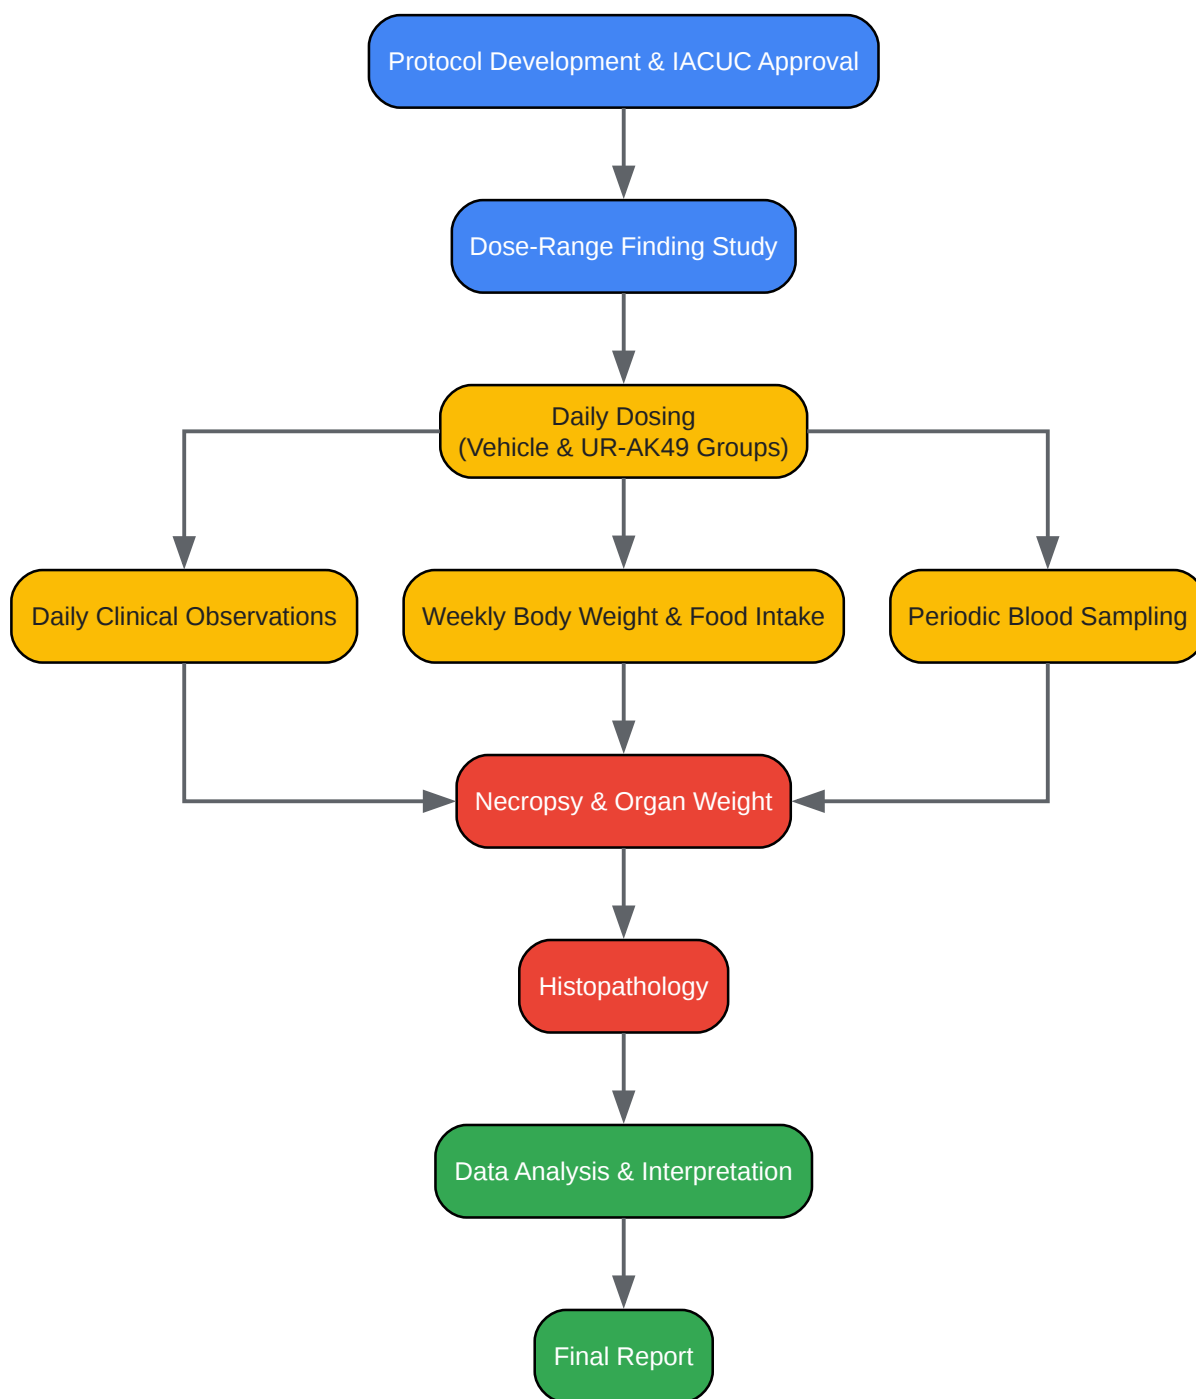 Protocol Development & IACUC Approval
Dose-Range Finding Study
Daily Dosing
(Vehicle & UR-AK49 Groups)
Daily Clinical Observations
Weekly Body Weight & Food Intake
Periodic Blood Sampling
Necropsy & Organ Weight
Histopathology
Data Analysis & Interpretation
Final Report